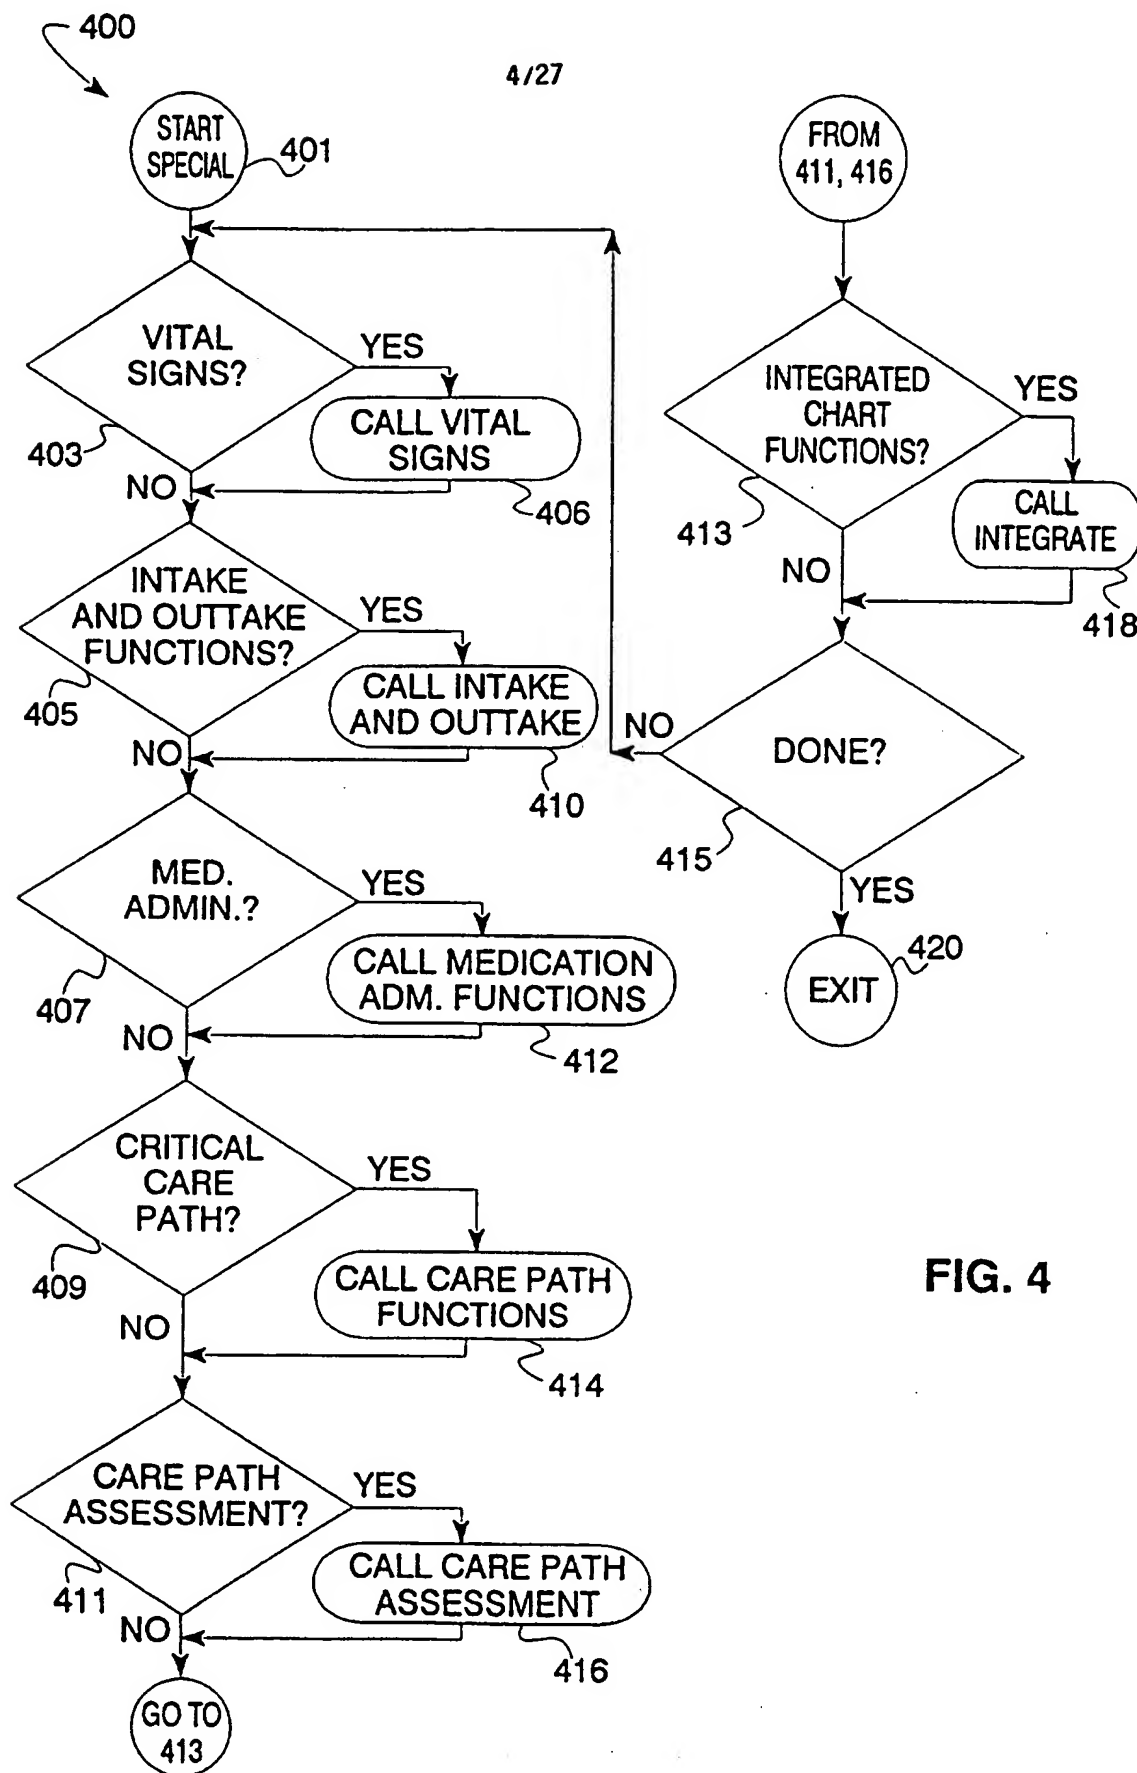 400
4/27
START
SPECIAL
401
VITAL
SIGNS?
YES
403
CALL VITAL
SIGNS
NO
406
INTAKE
AND OUTTAKE
FUNCTIONS?
YES
405
CALL INTAKE
AND OUTTAKE
NO
410
MED.
ADMIN.?
YES
407
CALL MEDICATION
ADM. FUNCTIONS
NO
412
CRITICAL
CARE
PATH?
YES
409
CALL CARE PATH
FUNCTIONS
NO
414
CARE PATH
ASSESSMENT?
YES
411
CALL CARE PATH
ASSESSMENT
NO
416
GO TO
413
FROM
411, 416
INTEGRATED
CHART
FUNCTIONS?
YES
413
CALL
INTEGRATE
NO
418
DONE?
NO
415
YES
EXIT
420
FIG. 4